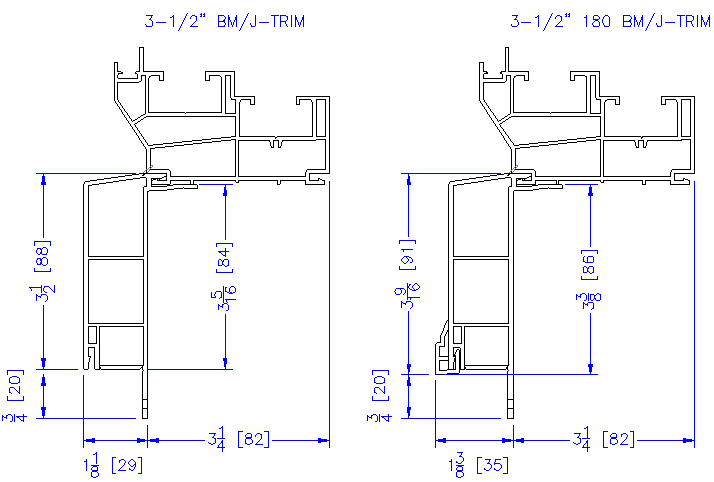 3-1/2" BM/J-TRIM
3-1/2" 180 BM/J-TRIM
3 1/2 [88]
3 5/16 [84]
3/4 [20]
3 1/4 [82]
1 1/8 [29]
3 9/16 [91]
3 3/8 [86]
3/4 [20]
3 1/4 [82]
1 3/8 [35]